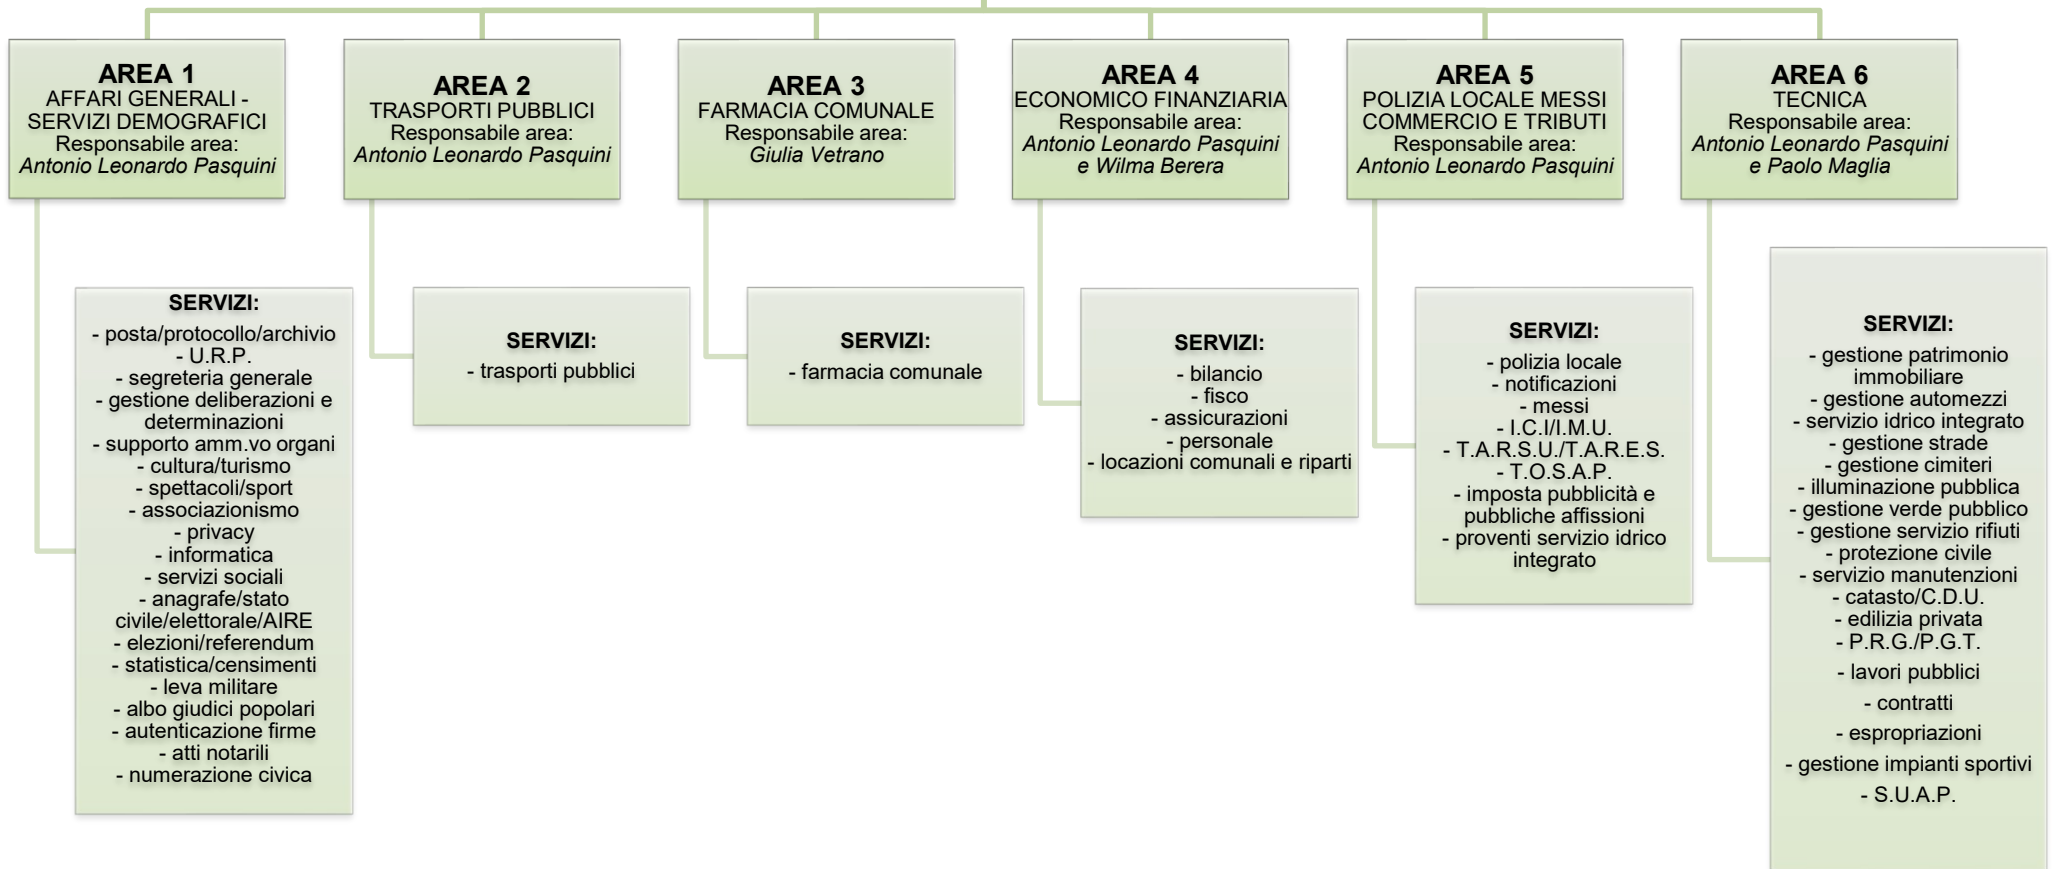 AREA 1
AFFARI GENERALI -
SERVIZI DEMOGRAFICI
Responsabile area:
Antonio Leonardo Pasquini
AREA 2
TRASPORTI PUBBLICI
Responsabile area:
Antonio Leonardo Pasquini
AREA 3
FARMACIA COMUNALE
Responsabile area:
Giulia Vetrano
AREA 4
ECONOMICO FINANZIARIA
Responsabile area:
Antonio Leonardo Pasquini
e Wilma Berera
AREA 5
POLIZIA LOCALE MESSI
COMMERCIO E TRIBUTI
Responsabile area:
Antonio Leonardo Pasquini
AREA 6
TECNICA
Responsabile area:
Antonio Leonardo Pasquini
e Paolo Maglia
SERVIZI:
- posta/protocollo/archivio
- U.R.P.
- segreteria generale
- gestione deliberazioni e
determinazioni
- supporto amm.vo organi
- cultura/turismo
- spettacoli/sport
- associazionismo
- privacy
- informatica
- servizi sociali
- anagrafe/stato
civile/elettorale/AIRE
- elezioni/referendum
- statistica/censimenti
- leva militare
- albo giudici popolari
- autenticazione firme
- atti notarili
- numerazione civica
SERVIZI:
- trasporti pubblici
SERVIZI:
- farmacia comunale
SERVIZI:
- bilancio
- fisco
- assicurazioni
- personale
- locazioni comunali e riparti
SERVIZI:
- polizia locale
- notificazioni
- messi
- I.C.I/I.M.U.
- T.A.R.S.U./T.A.R.E.S.
- T.O.S.A.P.
- imposta pubblicità e
pubbliche affissioni
- proventi servizio idrico
integrato
SERVIZI:
- gestione patrimonio
immobiliare
- gestione automezzi
- servizio idrico integrato
- gestione strade
- gestione cimiteri
- illuminazione pubblica
- gestione verde pubblico
- gestione servizio rifiuti
- protezione civile
- servizio manutenzioni
- catasto/C.D.U.
- edilizia privata
- P.R.G./P.G.T.
- lavori pubblici
- contratti
- espropriazioni
- gestione impianti sportivi
- S.U.A.P.